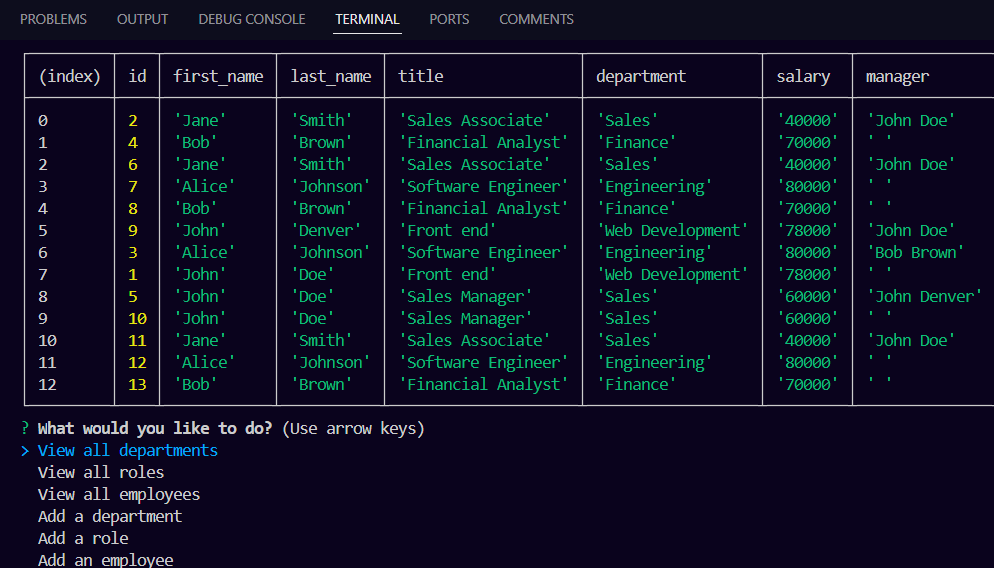 PROBLEMS OUTPUT DEBUG CONSOLE TERMINAL PORTS COMMENTS
(index) id first_name last_name title department salary manager
0 2 'Jane' 'Smith' 'Sales Associate' 'Sales' '40000' 'John Doe'
1 4 'Bob' 'Brown' 'Financial Analyst' 'Finance' '70000' ' '
2 6 'Jane' 'Smith' 'Sales Associate' 'Sales' '40000' 'John Doe'
3 7 'Alice' 'Johnson' 'Software Engineer' 'Engineering' '80000' ' '
4 8 'Bob' 'Brown' 'Financial Analyst' 'Finance' '70000' ' '
5 9 'John' 'Denver' 'Front end' 'Web Development' '78000' 'John Doe'
6 3 'Alice' 'Johnson' 'Software Engineer' 'Engineering' '80000' 'Bob Brown'
7 1 'John' 'Doe' 'Front end' 'Web Development' '78000' ' '
8 5 'John' 'Doe' 'Sales Manager' 'Sales' '60000' 'John Denver'
9 10 'John' 'Doe' 'Sales Manager' 'Sales' '60000' ' '
10 11 'Jane' 'Smith' 'Sales Associate' 'Sales' '40000' 'John Doe'
11 12 'Alice' 'Johnson' 'Software Engineer' 'Engineering' '80000' ' '
12 13 'Bob' 'Brown' 'Financial Analyst' 'Finance' '70000' ' '
? What would you like to do? (Use arrow keys)
> View all departments
View all roles
View all employees
Add a department
Add a role
Add an employee